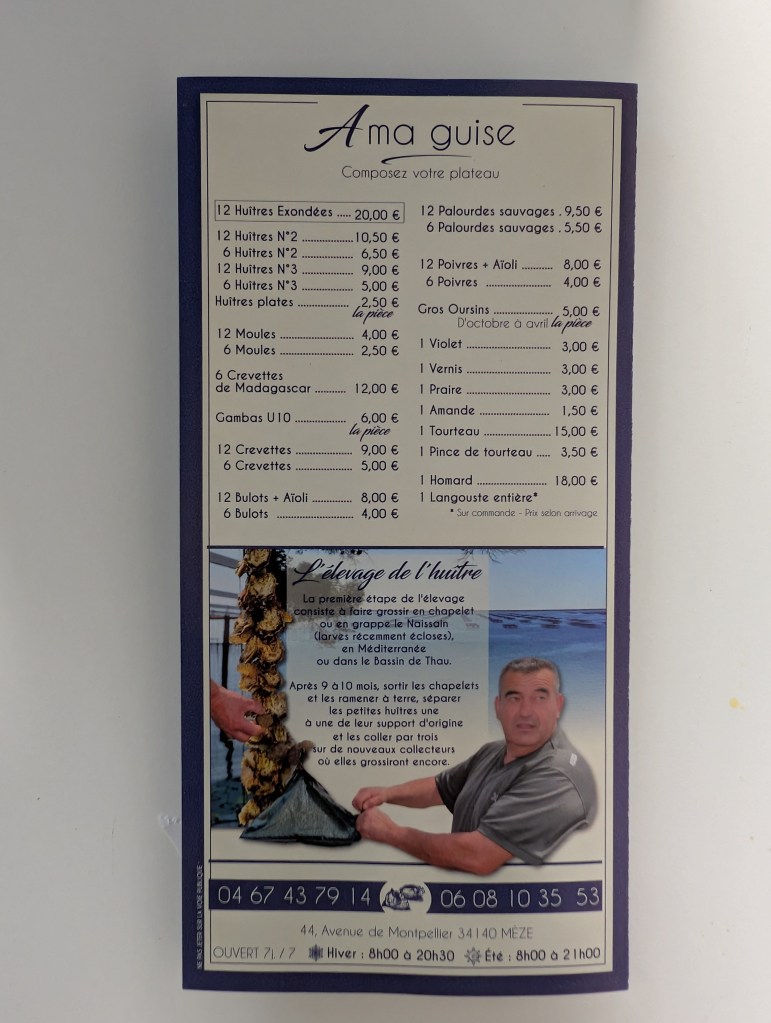 A ma guise
Composez votre plateau
12 Huîtres Exondées ..... 20,00 €
12 Huîtres N°2 .................. 10,50 €
6 Huîtres N°2 .................. 6,50 €
12 Huîtres N°3 .................. 9,00 €
6 Huîtres N°3 .................. 5,00 €
Huîtres plates .................. 2,50 €
la pièce
12 Moules .......................... 4,00 €
6 Moules .......................... 2,50 €
6 Crevettes
de Madagascar ........... 12,00 €
Gambas U10 .................. 6,00 €
la pièce
12 Crevettes .................... 9,00 €
6 Crevettes .................... 5,00 €
12 Bulots + Aïoli .............. 8,00 €
6 Bulots ........................... 4,00 €
12 Palourdes sauvages . 9,50 €
6 Palourdes sauvages . 5,50 €
12 Poivres + Aïoli ........... 8,00 €
6 Poivres ....................... 4,00 €
Gros Oursins ..................... 5,00 €
D'octobre à avril la pièce
1 Violet .............................. 3,00 €
1 Vernis ............................. 3,00 €
1 Praire ............................. 3,00 €
1 Amande ......................... 1,50 €
1 Tourteau ........................ 15,00 €
1 Pince de tourteau ..... 3,50 €
1 Homard ......................... 18,00 €
1 Langouste entière*
* Sur commande - Prix selon arrivage
L'élevage de l'huître
La première étape de l'élevage
consiste à faire grossir en chapelet
ou en grappe le Naissain
(larves récemment écloses),
en Méditerranée
ou dans le Bassin de Thau.
Après 9 à 10 mois, sortir les chapelets
et les ramener à terre, séparer
les petites huîtres une
à une de leur support d'origine
et les coller par trois
sur de nouveaux collecteurs
où elles grossiront encore.
04 67 43 79 14 06 08 10 35 53
44, Avenue de Montpellier 34140 MÈZE
OUVERT 7j / 7 Hiver : 8h00 à 20h30 Été : 8h00 à 21h00
NE PAS JETER SUR LA VOIE PUBLIQUE